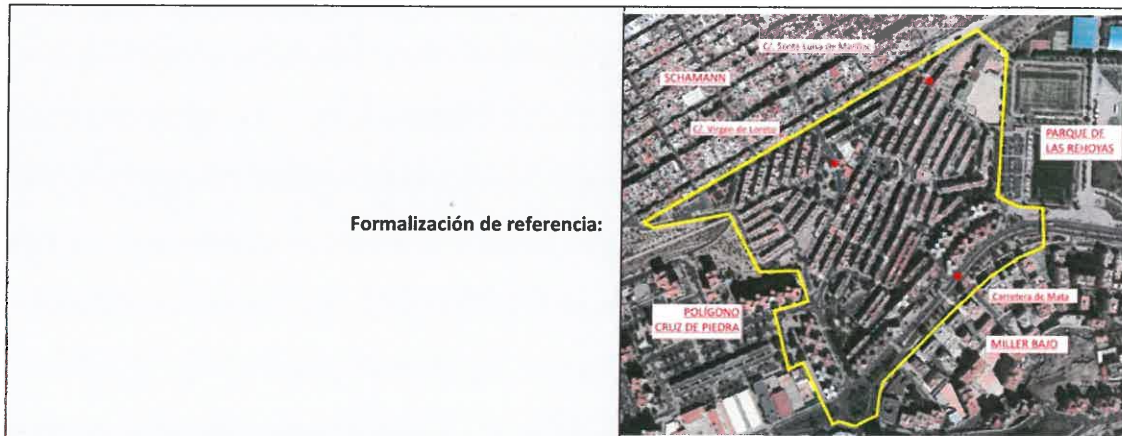 C/. Santa Luisa de Marillac
SCHAMANN
C/. Virgen de Loreto
PARQUE DE
LAS REHOYAS
Formalización de referencia:
Carretera de Mata
POLÍGONO
CRUZ DE PIEDRA
MILLER BAJO